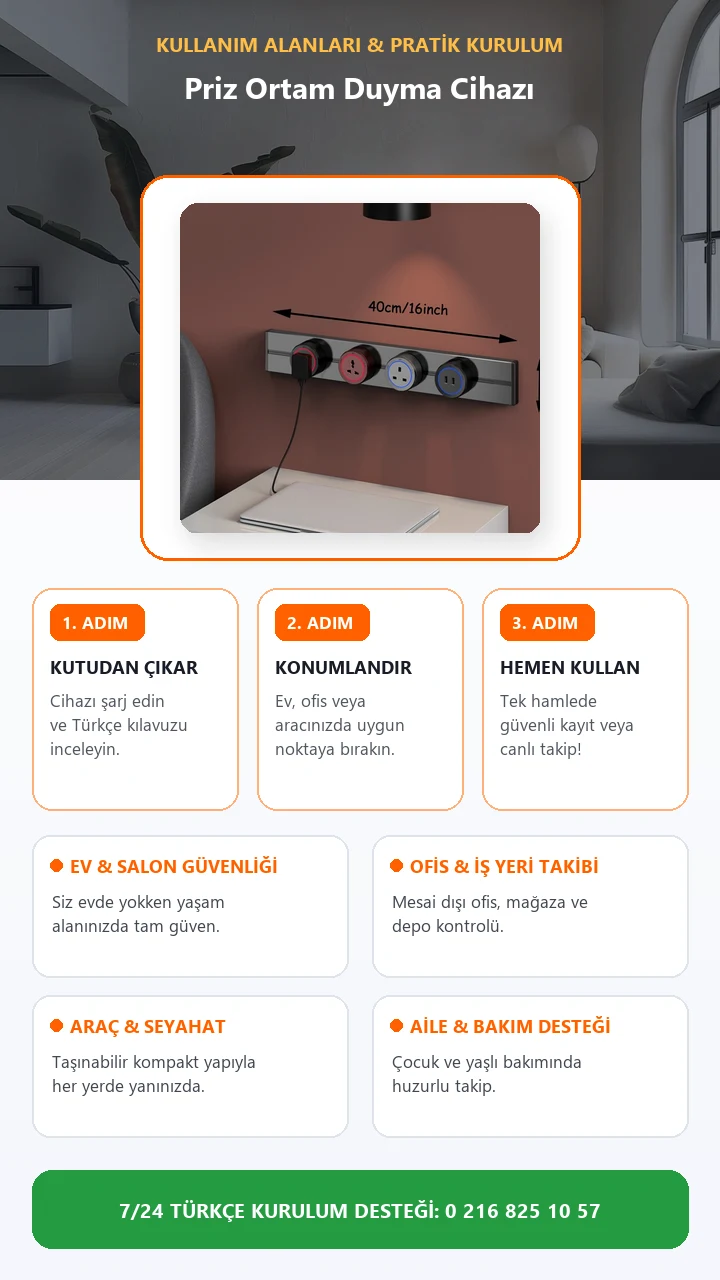 KULLANIM ALANLARI & PRATİK KURULUM
Priz Ortam Duyma Cihazı
40cm/16inch
1. ADIM
KUTUDAN ÇIKAR
Cihazı şarj edin
ve Türkçe kılavuzu
inceleyin.
2. ADIM
KONUMLANDIR
Ev, ofis veya
aracınızda uygun
noktaya bırakın.
3. ADIM
HEMEN KULLAN
Tek hamlede
güvenli kayıt veya
canlı takip!
EV & SALON GÜVENLİĞİ
Siz evde yokken yaşam
alanınızda tam güven.
OFİS & İŞ YERİ TAKİBİ
Mesai dışı ofis, mağaza ve
depo kontrolü.
ARAÇ & SEYAHAT
Taşınabilir kompakt yapıyla
her yerde yanınızda.
AİLE & BAKIM DESTEĞİ
Çocuk ve yaşlı bakımında
huzurlu takip.
7/24 TÜRKÇE KURULUM DESTEĞİ: 0 216 825 10 57